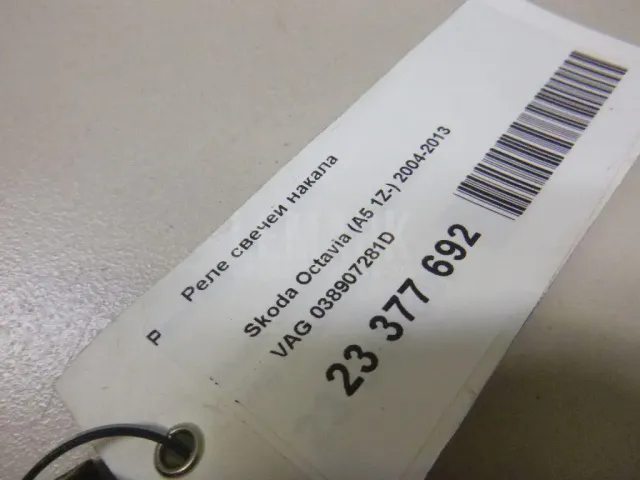 Р Реле свечей накала
Skoda Octavia (A5 1Z-) 2004-2013
VAG 038907281D
23 377 692